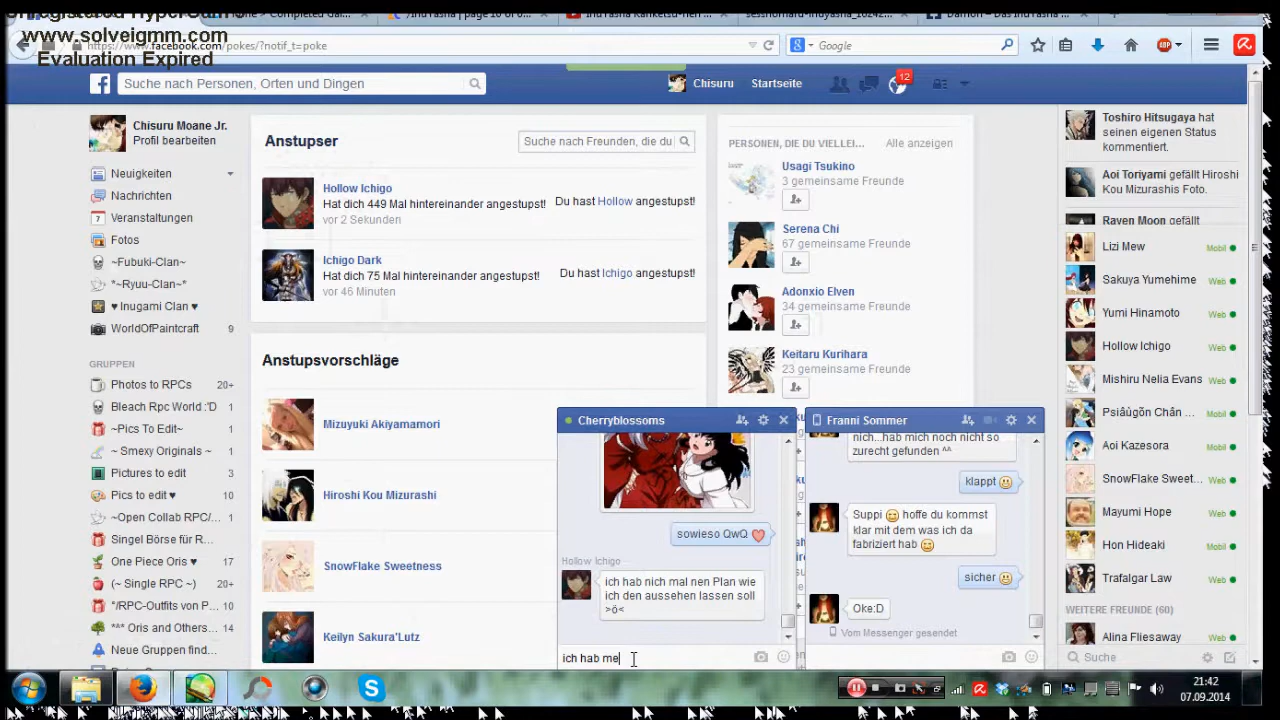 www.solveigmm.com
Evaluation Expired
https://www.facebook.com/pokes/?notif_t=poke
Google
Suche nach Personen, Orten und Dingen
Chisuru
Startseite
12
Chisuru Moane Jr.
Profil bearbeiten
Neuigkeiten
Nachrichten
7
Veranstaltungen
Fotos
~Fubuki-Clan~
*~Ryuu-Clan~*
♥ Inugami Clan ♥
WorldOfPaintcraft 9
GRUPPEN
Photos to RPCs 20+
Bleach Rpc World :'D 1
~Pics To Edit~ 1
~ Smexy Originals ~ 1
Pictures to edit 3
Pics to edit ♥ 10
~Open Collab RPC/... 1
Singel Börse für R...
One Piece Oris 17
(~ Single RPC ~) 20+
*/RPC-Outfits von P... 10
*** Oris and Others... 14
Neue Gruppen find...
Anstupser
Suche nach Freunden, die du
Hollow Ichigo
Hat dich 449 Mal hintereinander angestupst!
vor 2 Sekunden
Du hast Hollow angestupst!
Ichigo Dark
Hat dich 75 Mal hintereinander angestupst!
vor 46 Minuten
Du hast Ichigo angestupst!
Anstupsvorschläge
Mizuyuki Akiyamamori
Hiroshi Kou Mizurashi
SnowFlake Sweetness
Keilyn Sakura'Lutz
PERSONEN, DIE DU VIELLEI...
Alle anzeigen
Usagi Tsukino
3 gemeinsame Freunde
Serena Chi
67 gemeinsame Freunde
Adonxio Elven
34 gemeinsame Freunde
Keitaru Kurihara
23 gemeinsame Freunde
Cherryblossoms
sowieso QwQ
Hollow Ichigo
ich hab nich mal nen Plan wie
ich den aussehen lassen soll
>ó<
ich hab me
Franni Sommer
nich...hab mich noch nicht so
zurecht gefunden ^^
klappt
Suppi hoffe du kommst
klar mit dem was ich da
fabriziert hab
sicher
Oke:D
Vom Messenger gesendet
Toshiro Hitsugaya hat
seinen eigenen Status
kommentiert.
Aoi Toriyami gefällt Hiroshi
Kou Mizurashis Foto.
Raven Moon gefällt
Lizi Mew Mobil
Sakuya Yumehime Web
Yumi Hinamoto Web
Hollow Ichigo Web
Mishiru Nelia Evans Web
Psiâûgõn Chân ... Web
Aoi Kazesora Mobil
SnowFlake Sweet... Web
Mayumi Hope Web
Hon Hideaki Mobil
Trafalgar Law Web
WEITERE FREUNDE (60)
Alina Fliesaway Mobil
Suche
21:42
07.09.2014